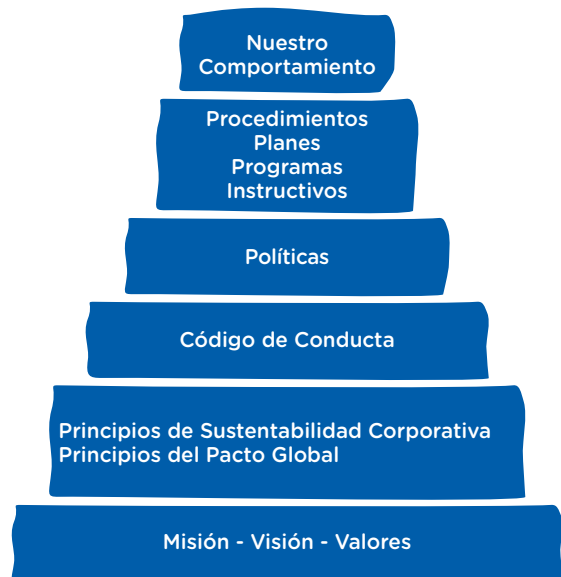 Nuestro
Comportamiento
Procedimientos
Planes
Programas
Instructivos
Políticas
Código de Conducta
Principios de Sustentabilidad Corporativa
Principios del Pacto Global
Misión - Visión - Valores